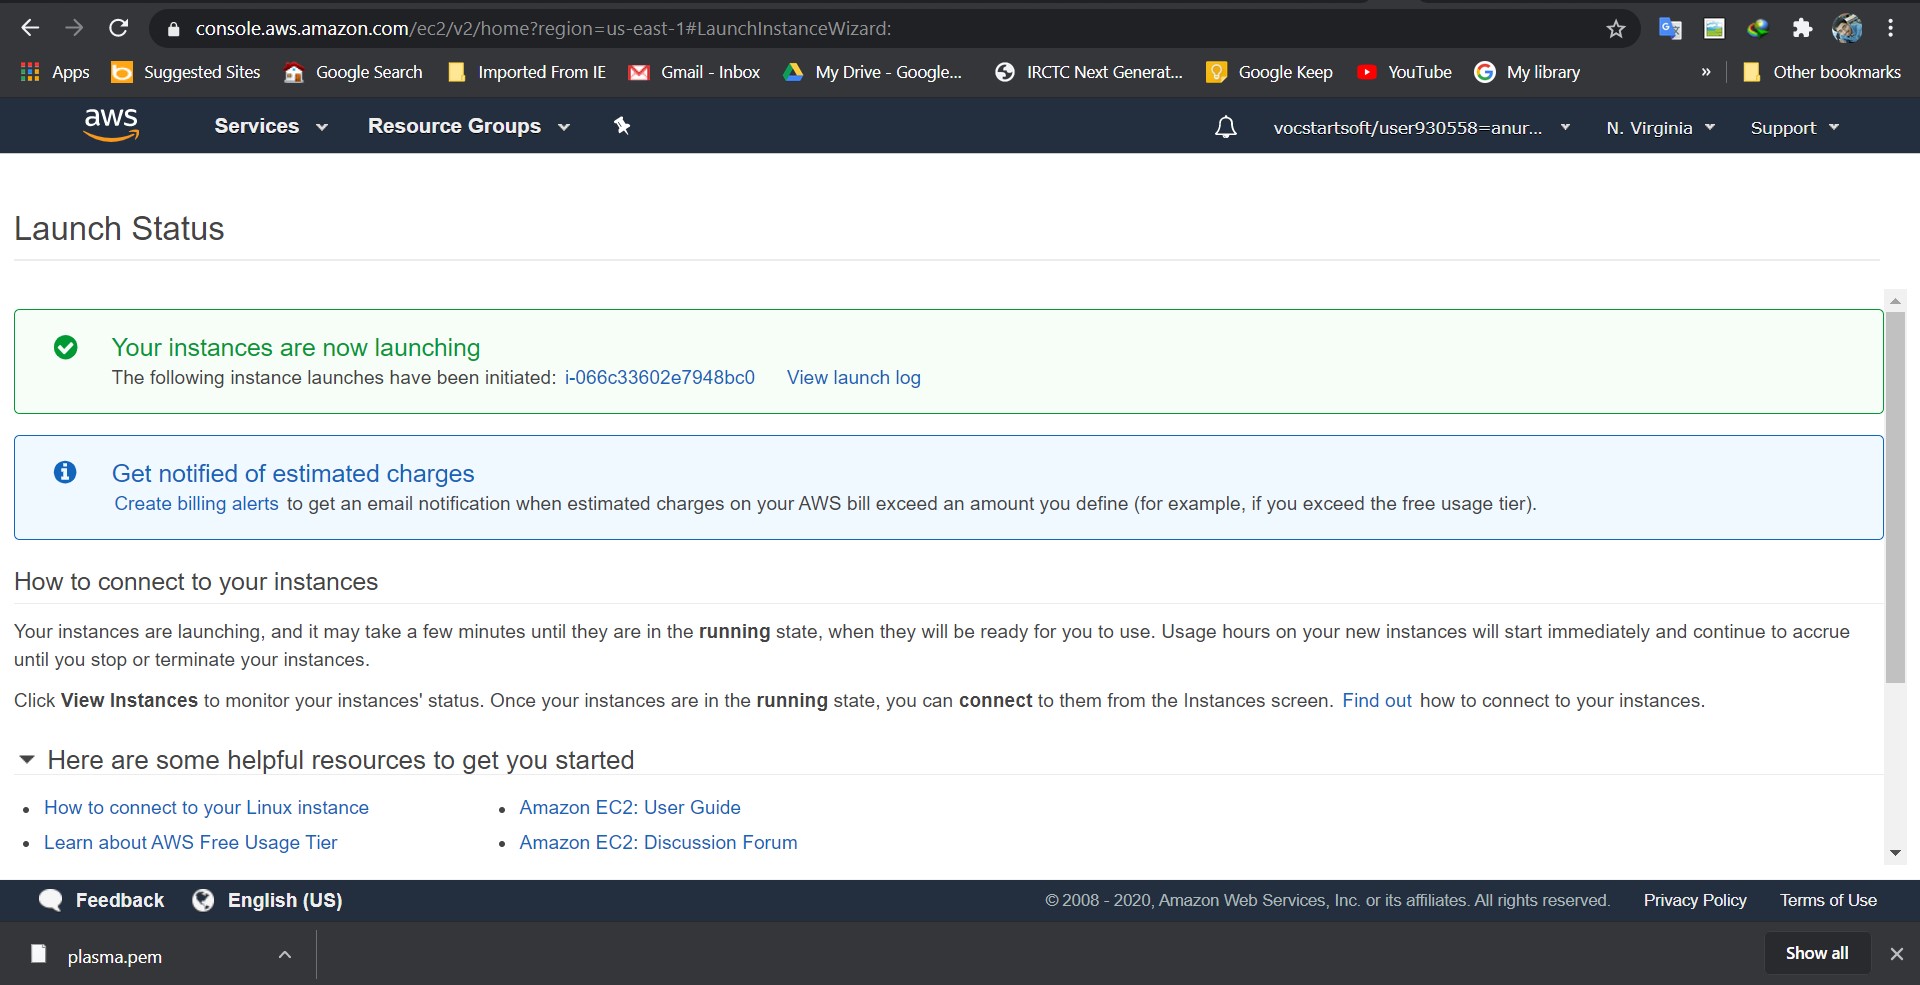 console.aws.amazon.com/ec2/v2/home?region=us-east-1#LaunchInstanceWizard:
Apps Suggested Sites Google Search Imported From IE Gmail - Inbox My Drive - Google... IRCTC Next Generat... Google Keep YouTube My library » Other bookmarks
aws Services Resource Groups vocstartsoft/user930558=anur... N. Virginia Support
Launch Status
Your instances are now launching
The following instance launches have been initiated: i-066c33602e7948bc0 View launch log
Get notified of estimated charges
Create billing alerts to get an email notification when estimated charges on your AWS bill exceed an amount you define (for example, if you exceed the free usage tier).
How to connect to your instances
Your instances are launching, and it may take a few minutes until they are in the running state, when they will be ready for you to use. Usage hours on your new instances will start immediately and continue to accrue
until you stop or terminate your instances.
Click View Instances to monitor your instances' status. Once your instances are in the running state, you can connect to them from the Instances screen. Find out how to connect to your instances.
Here are some helpful resources to get you started
• How to connect to your Linux instance • Amazon EC2: User Guide
• Learn about AWS Free Usage Tier • Amazon EC2: Discussion Forum
Feedback English (US) © 2008 - 2020, Amazon Web Services, Inc. or its affiliates. All rights reserved. Privacy Policy Terms of Use
plasma.pem Show all